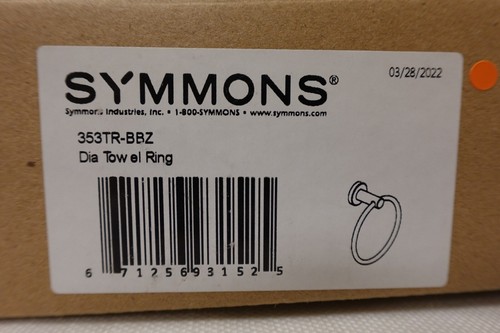 SYMMONS®
03/28/2022
Symmons Industries, Inc. • 1-800-SYMMONS • www.symmons.com
353TR-BBZ
Dia Towel Ring
6 71256 93152 5